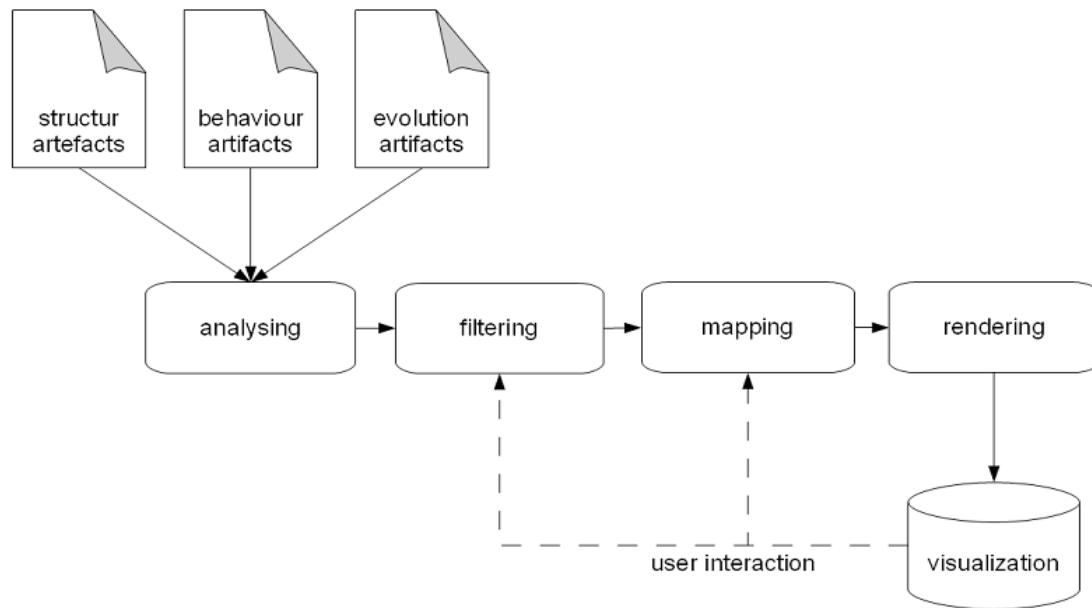 structur
artefacts
behaviour
artifacts
evolution
artifacts
analysing
filtering
mapping
rendering
user interaction
visualization